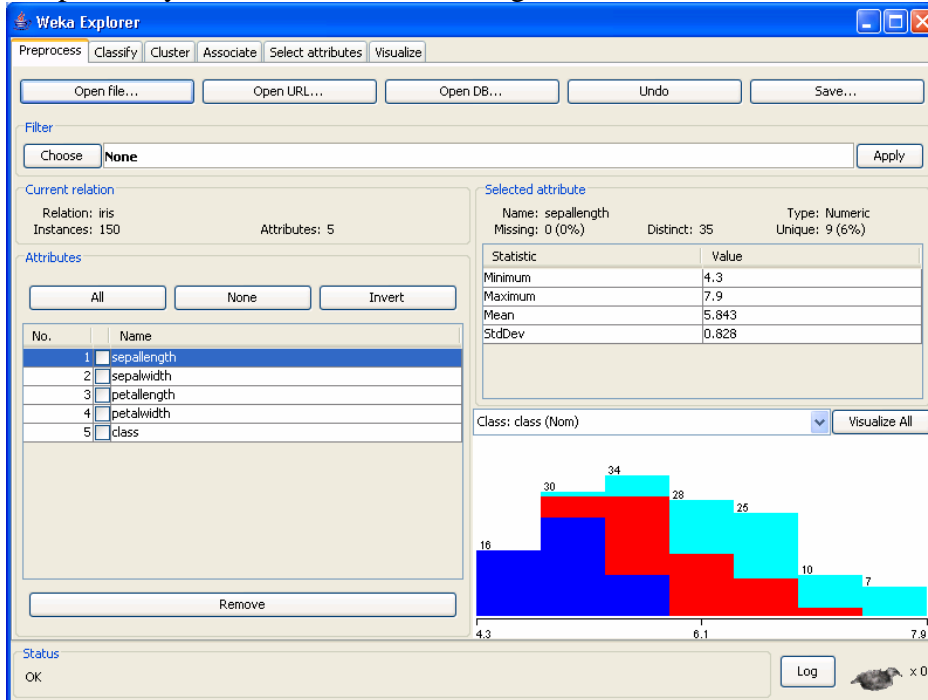 Weka Explorer
Preprocess Classify Cluster Associate Select attributes Visualize
Open file... Open URL... Open DB... Undo Save...
Filter
Choose None Apply
Current relation
Relation: iris
Instances: 150 Attributes: 5
Selected attribute
Name: sepallength Type: Numeric
Missing: 0 (0%) Distinct: 35 Unique: 9 (6%)
Statistic Value
Minimum 4.3
Maximum 7.9
Mean 5.843
StdDev 0.828
Attributes
All None Invert
No. Name
1 sepallength
2 sepalwidth
3 petallength
4 petalwidth
5 class
Remove
Class: class (Nom) Visualize All
16 30 34 28 25 10 7
4.3 6.1 7.9
Status
OK Log x 0